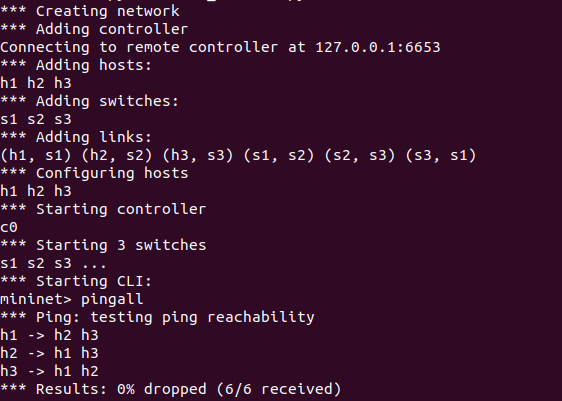 *** Creating network
*** Adding controller
Connecting to remote controller at 127.0.0.1:6653
*** Adding hosts:
h1 h2 h3
*** Adding switches:
s1 s2 s3
*** Adding links:
(h1, s1) (h2, s2) (h3, s3) (s1, s2) (s2, s3) (s3, s1)
*** Configuring hosts
h1 h2 h3
*** Starting controller
c0
*** Starting 3 switches
s1 s2 s3 ...
*** Starting CLI:
mininet> pingall
*** Ping: testing ping reachability
h1 -> h2 h3
h2 -> h1 h3
h3 -> h1 h2
*** Results: 0% dropped (6/6 received)